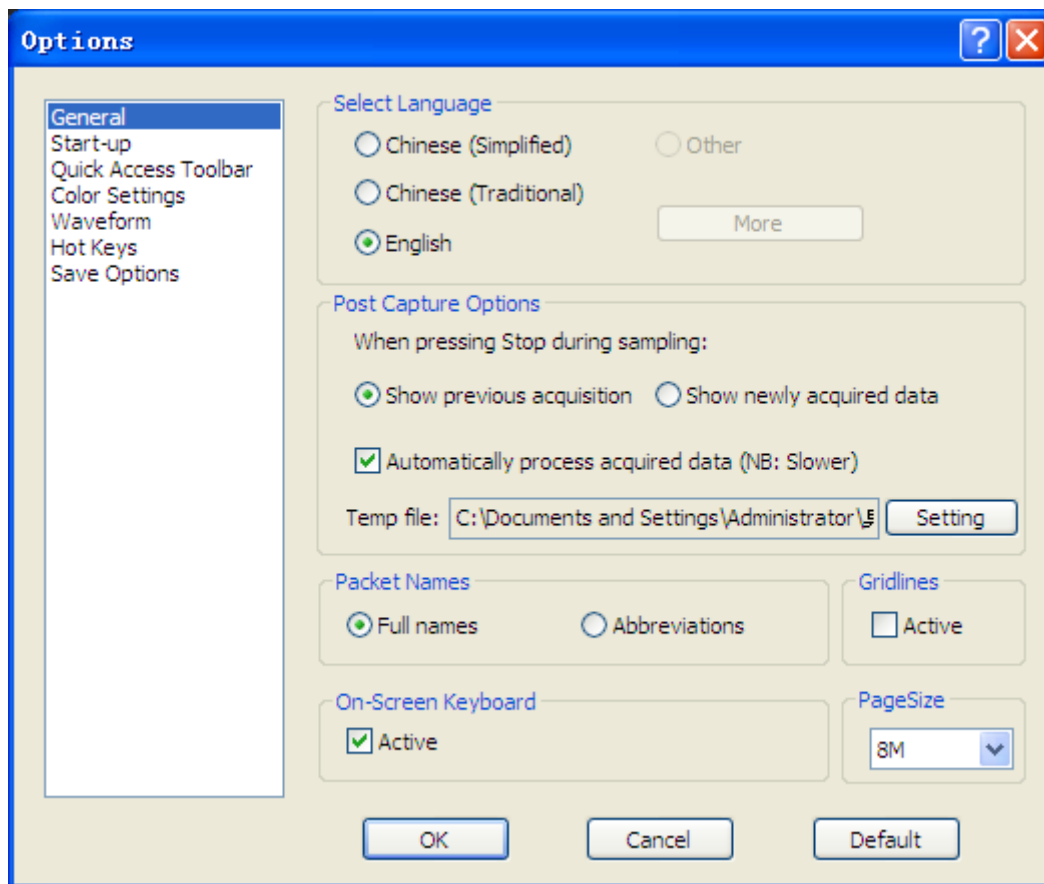 Options
General
Start-up
Quick Access Toolbar
Color Settings
Waveform
Hot Keys
Save Options
Select Language
Chinese (Simplified)
Other
Chinese (Traditional)
More
English
Post Capture Options
When pressing Stop during sampling:
Show previous acquisition
Show newly acquired data
Automatically process acquired data (NB: Slower)
Temp file: C:\Documents and Settings\Administrator\
Setting
Packet Names
Full names
Abbreviations
Gridlines
Active
On-Screen Keyboard
Active
PageSize
8M
OK
Cancel
Default